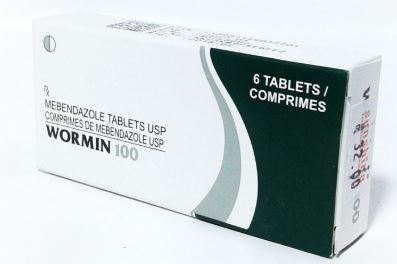 ℞
MEBENDAZOLE TABLETS USP
COMPRIMES DE MEBENDAZOLE USP
WORMIN 100
6 TABLETS /
COMPRIMES